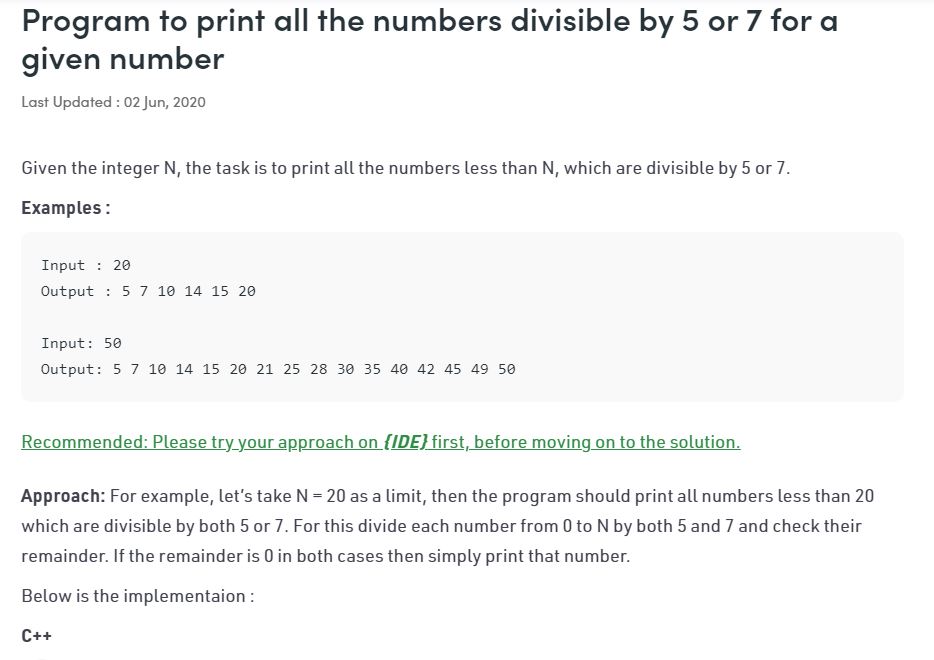 Program to print all the numbers divisible by 5 or 7 for a
given number
Last Updated : 02 Jun, 2020
Given the integer N, the task is to print all the numbers less than N, which are divisible by 5 or 7.
Examples :
Input : 20
Output : 5 7 10 14 15 20
Input: 50
Output: 5 7 10 14 15 20 21 25 28 30 35 40 42 45 49 50
Recommended: Please try your approach on {IDE} first, before moving on to the solution.
Approach: For example, let’s take N = 20 as a limit, then the program should print all numbers less than 20
which are divisible by both 5 or 7. For this divide each number from 0 to N by both 5 and 7 and check their
remainder. If the remainder is 0 in both cases then simply print that number.
Below is the implementaion :
C++